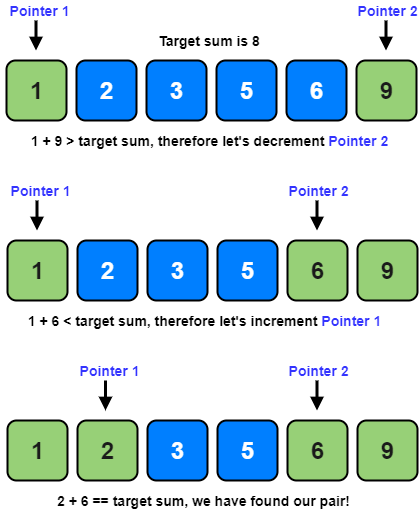 Pointer 1 Pointer 2
Target sum is 8
1 2 3 5 6 9
1 + 9 > target sum, therefore let's decrement Pointer 2
Pointer 1 Pointer 2
1 2 3 5 6 9
1 + 6 < target sum, therefore let's increment Pointer 1
Pointer 1 Pointer 2
1 2 3 5 6 9
2 + 6 == target sum, we have found our pair!